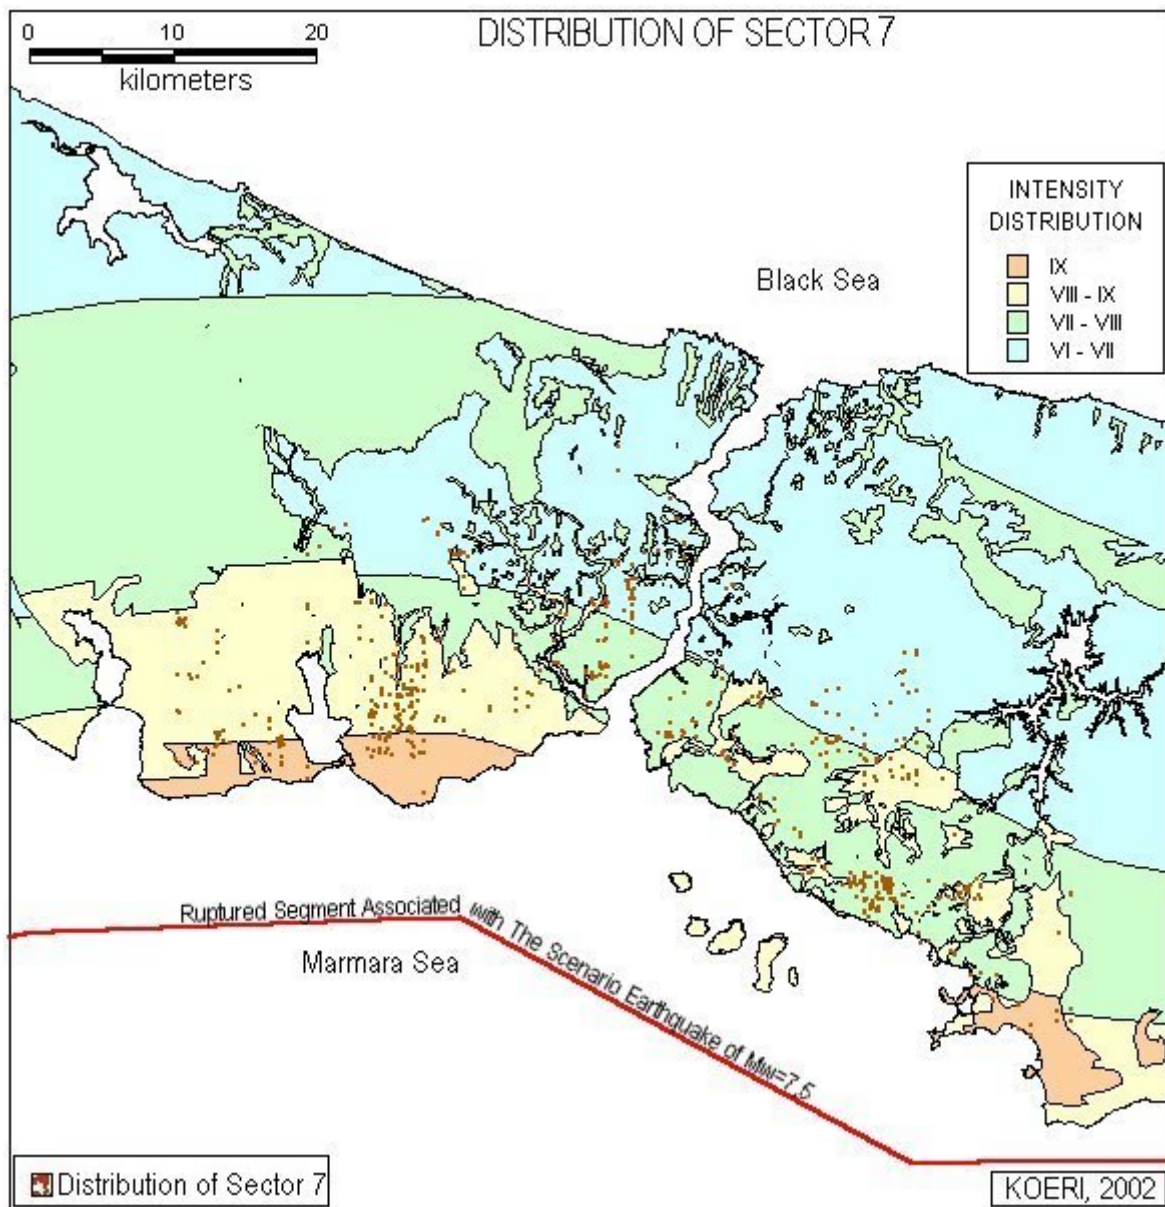 0 10 20
kilometers
DISTRIBUTION OF SECTOR 7
INTENSITY
DISTRIBUTION
IX
VIII - IX
VII - VIII
VI - VII
Black Sea
Ruptured Segment Associated with The Scenario Earthquake of Mw=7.5
Marmara Sea
Distribution of Sector 7
KOERI, 2002